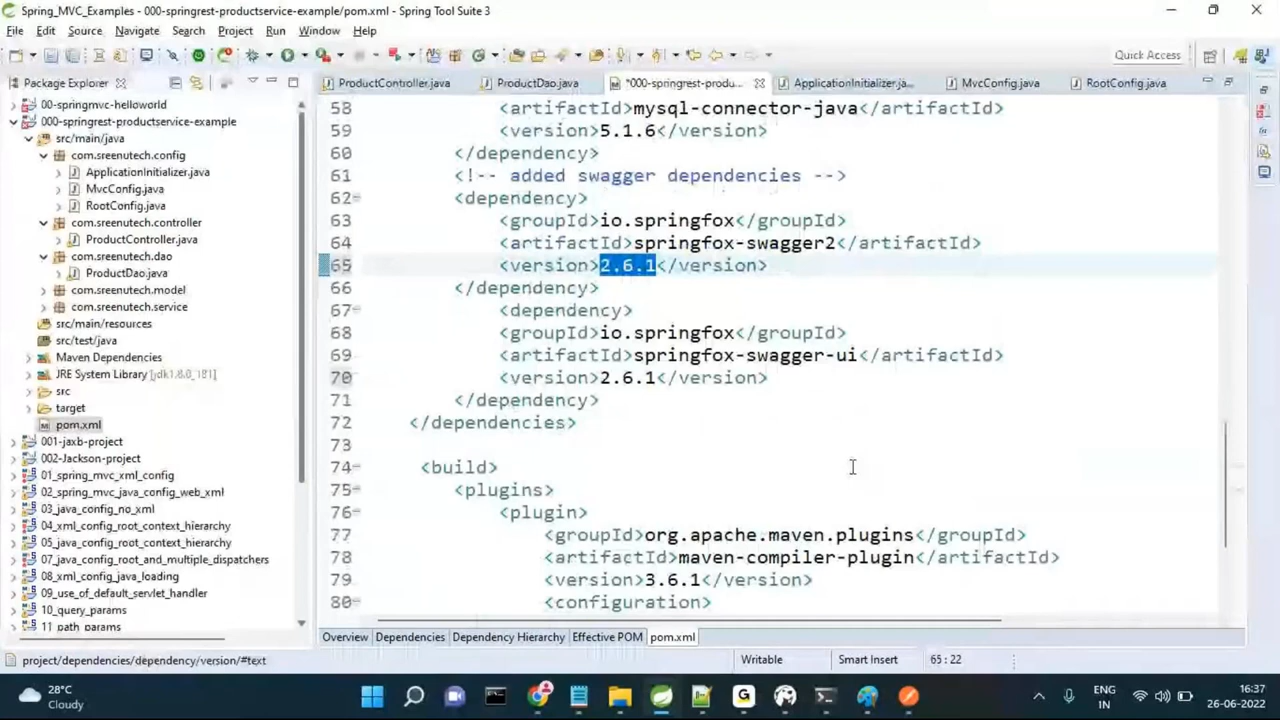 Spring_MVC_Examples - 000-springrest-productservice-example/pom.xml - Spring Tool Suite 3
File Edit Source Navigate Search Project Run Window Help
Quick Access
Package Explorer
ProductController.java
ProductDao.java
*000-springrest-produ...
ApplicationInitializer.ja...
MvcConfig.java
RootConfig.java
00-springmvc-helloworld
000-springrest-productservice-example
src/main/java
com.sreenutech.config
ApplicationInitializer.java
MvcConfig.java
RootConfig.java
com.sreenutech.controller
ProductController.java
com.sreenutech.dao
ProductDao.java
com.sreenutech.model
com.sreenutech.service
src/main/resources
src/test/java
Maven Dependencies
JRE System Library [jdk1.8.0_181]
src
target
pom.xml
001-jaxb-project
002-Jackson-project
01_spring_mvc_xml_config
02_spring_mvc_java_config_web_xml
03_java_config_no_xml
04_xml_config_root_context_hierarchy
05_java_config_root_context_hierarchy
07_java_config_root_and_multiple_dispatchers
08_xml_config_java_loading
09_use_of_default_servlet_handler
10_query_params
11_path_params
58 <artifactId>mysql-connector-java</artifactId>
59 <version>5.1.6</version>
60 </dependency>
61 <!-- added swagger dependencies -->
62 <dependency>
63 <groupId>io.springfox</groupId>
64 <artifactId>springfox-swagger2</artifactId>
65 <version>2.6.1</version>
66 </dependency>
67 <dependency>
68 <groupId>io.springfox</groupId>
69 <artifactId>springfox-swagger-ui</artifactId>
70 <version>2.6.1</version>
71 </dependency>
72 </dependencies>
73
74 <build>
75 <plugins>
76 <plugin>
77 <groupId>org.apache.maven.plugins</groupId>
78 <artifactId>maven-compiler-plugin</artifactId>
79 <version>3.6.1</version>
80 <configuration>
Overview Dependencies Dependency Hierarchy Effective POM pom.xml
project/dependencies/dependency/version/#text
Writable
Smart Insert
65 : 22
28°C
Cloudy
ENG
IN
16:37
26-06-2022